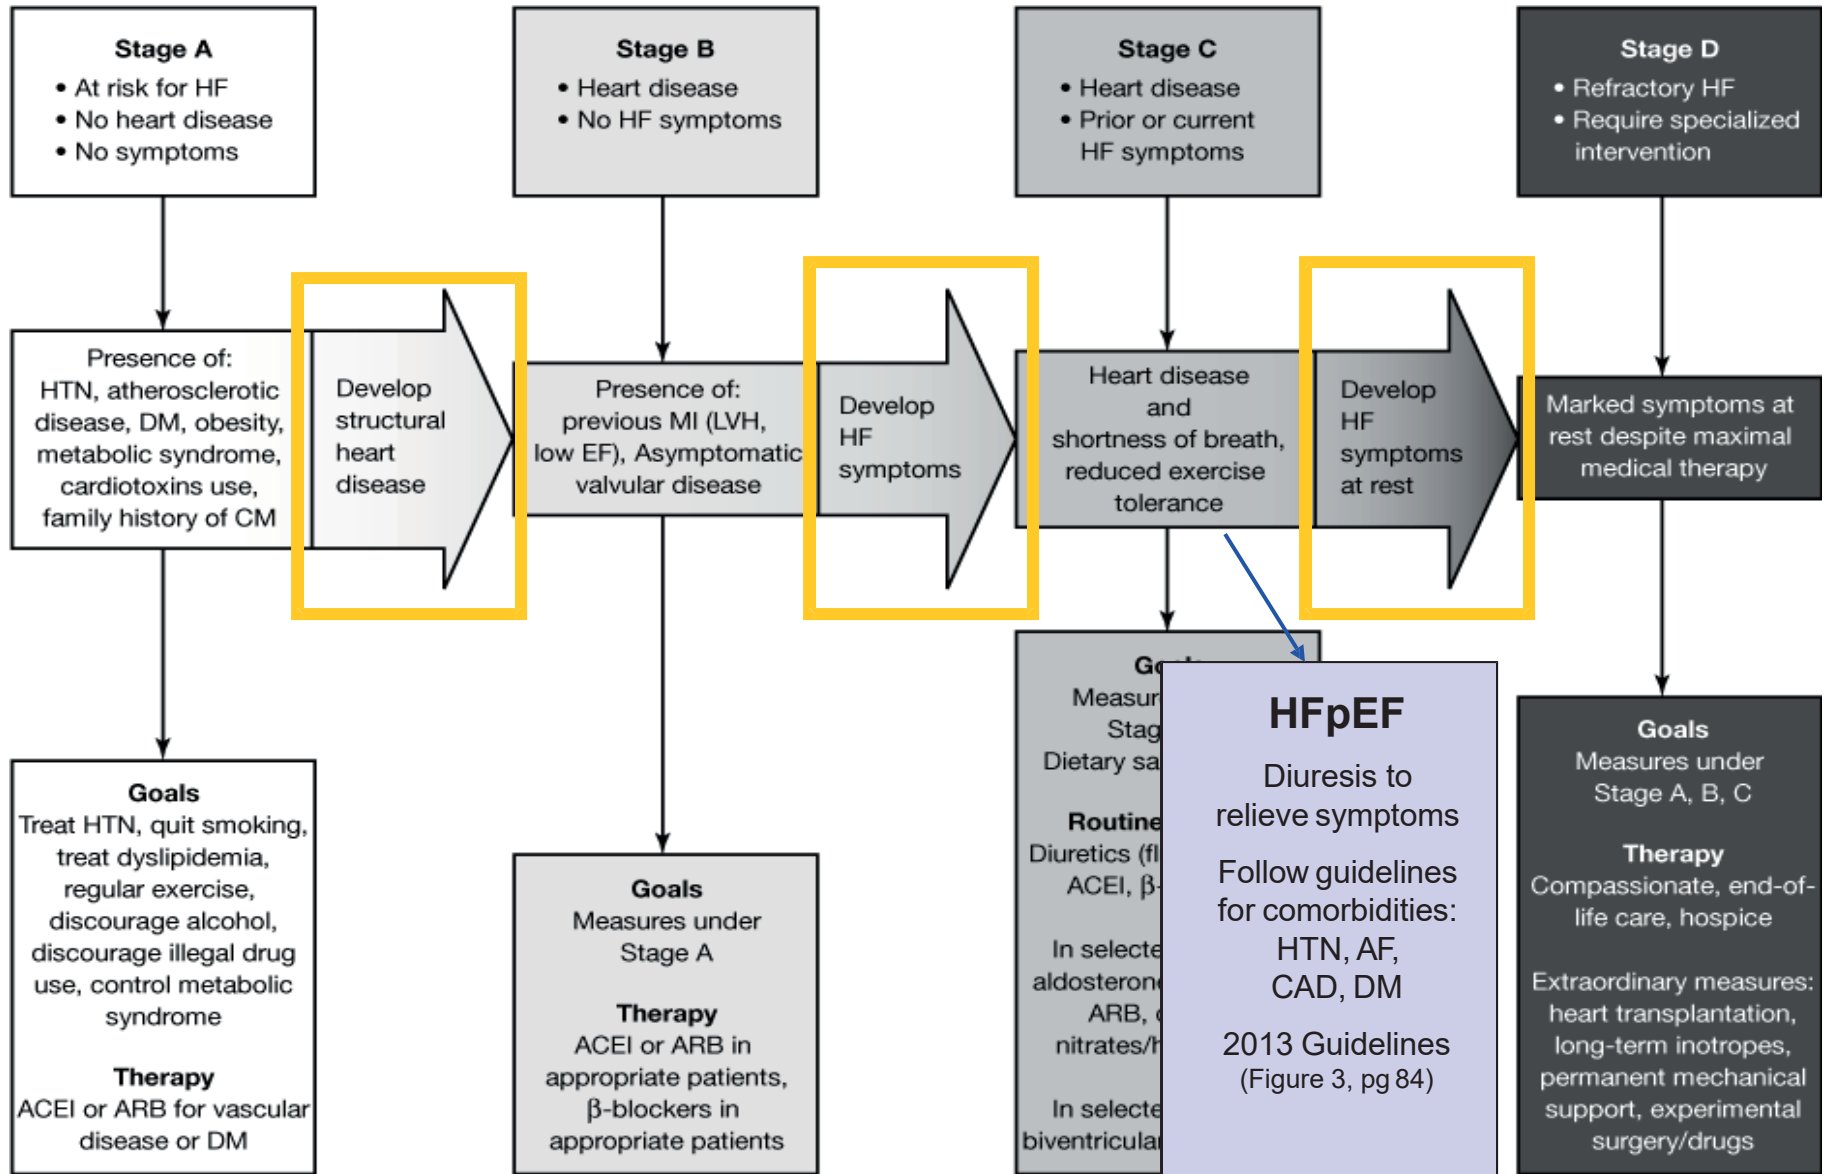 Stage A
• At risk for HF
• No heart disease
• No symptoms
Stage B
• Heart disease
• No HF symptoms
Stage C
• Heart disease
• Prior or current
HF symptoms
Stage D
• Refractory HF
• Require specialized
intervention
Presence of:
HTN, atherosclerotic
disease, DM, obesity,
metabolic syndrome,
cardiotoxins use,
family history of CM
Develop
structural
heart
disease
Presence of:
previous MI (LVH,
low EF), Asymptomatic
valvular disease
Develop
HF
symptoms
Heart disease
and
shortness of breath,
reduced exercise
tolerance
Develop
HF
symptoms
at rest
Marked symptoms at
rest despite maximal
medical therapy
Goals
Treat HTN, quit smoking,
treat dyslipidemia,
regular exercise,
discourage alcohol,
discourage illegal drug
use, control metabolic
syndrome
Therapy
ACEI or ARB for vascular
disease or DM
Goals
Measures under
Stage A
Therapy
ACEI or ARB in
appropriate patients,
β-blockers in
appropriate patients
Dietary
Routine
Diuretics
ACEI,
In
ARB,
In
HFpEF
Diuresis to
relieve symptoms
Follow guidelines
for comorbidities:
HTN, AF,
CAD, DM
2013 Guidelines
(Figure 3, pg 84)
Goals
Measures under
Stage A, B, C
Therapy
Compassionate, end-of-
life care, hospice
Extraordinary measures:
heart transplantation,
long-term inotropes,
permanent mechanical
support, experimental
surgery/drugs